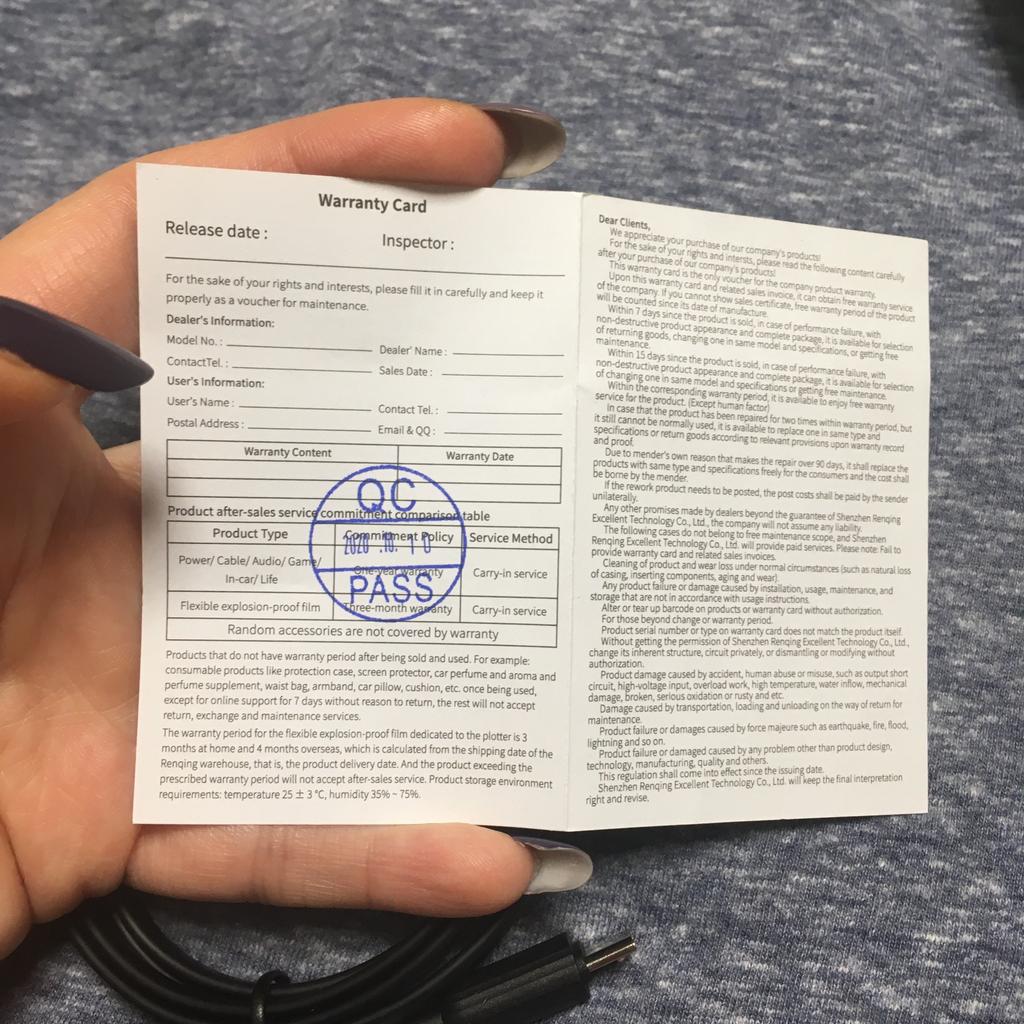 Warranty Card
Release date :
Inspector :
For the sake of your rights and interests, please fill it in carefully and keep it
properly as a voucher for maintenance.
Dealer's Information:
Model No. :
Dealer' Name :
ContactTel. :
Sales Date :
User's Information:
User's Name :
Contact Tel. :
Postal Address :
Email & QQ :
Warranty Content
Warranty Date
QC
Product after-sales service commitment comparison table
Product Type
Commitment Policy
Service Method
2020 .10. 10
Power/ Cable/ Audio/ Game/
In-car/ Life
One-year warranty
Carry-in service
PASS
Flexible explosion-proof film
Three-month warranty
Carry-in service
Random accessories are not covered by warranty
Products that do not have warranty period after being sold and used. For example:
consumable products like protection case, screen protector, car perfume and aroma and
perfume supplement, waist bag, armband, car pillow, cushion, etc. once being used,
except for online support for 7 days without reason to return, the rest will not accept
return, exchange and maintenance services.
The warranty period for the flexible explosion-proof film dedicated to the plotter is 3
months at home and 4 months overseas, which is calculated from the shipping date of the
Renqing warehouse, that is, the product delivery date. And the product exceeding the
prescribed warranty period will not accept after-sales service. Product storage environment
requirements: temperature 25 ± 3 °C, humidity 35% ~ 75%.
Dear Clients,
We appreciate your purchase of our company's products!
For the sake of your rights and intersts, please read the following content carefully
after your purchase of our company's products!
This warranty card is the only voucher for the company product warranty.
Upon this warranty card and related sales invoice, it can obtain free warranty service
of the company. If you cannot show sales certificate, free warranty period of the product
will be counted since its date of manufacture.
Within 7 days since the product is sold, in case of performance failure, with
non-destructive product appearance and complete package, it is available for selection
of returning goods, changing one in same model and specifications, or getting free
maintenance.
Within 15 days since the product is sold, in case of performance failure, with
non-destructive product appearance and complete package, it is available for selection
of changing one in same model and specifications or getting free maintenance.
Within the corresponding warranty period, it is available to enjoy free warranty
service for the product. (Except human factor)
In case that the product has been repaired for two times within warranty period, but
it still cannot be normally used, it is available to replace one in same type and
specifications or return goods according to relevant provisions upon warranty record
and proof.
Due to mender's own reason that makes the repair over 90 days, it shall replace the
products with same type and specifications freely for the consumers and the cost shall
be borne by the mender.
If the rework product needs to be posted, the post costs shall be paid by the sender
unilaterally.
Any other promises made by dealers beyond the guarantee of Shenzhen Renqing
Excellent Technology Co., Ltd., the company will not assume any liability.
The following cases do not belong to free maintenance scope, and Shenzhen
Renqing Excellent Technology Co., Ltd. will provide paid services. Please note: Fail to
provide warranty card and related sales invoices.
Cleaning of product and wear loss under normal circumstances (such as natural loss
of casing, inserting components, aging and wear).
Any product failure or damage caused by installation, usage, maintenance, and
storage that are not in accordance with usage instructions.
Alter or tear up barcode on products or warranty card without authorization.
For those beyond change or warranty period.
Product serial number or type on warranty card does not match the product itself.
Without getting the permission of Shenzhen Renqing Excellent Technology Co., Ltd.,
change its inherent structure, circuit privately, or dismantling or modifying without
authorization.
Product damage caused by accident, human abuse or misuse, such as output short
circuit, high-voltage input, overload work, high temperature, water inflow, mechanical
damage, broken, serious oxidation or rusty and etc.
Damage caused by transportation, loading and unloading on the way of return for
maintenance.
Product failure or damages caused by force majeure such as earthquake, fire, flood,
lightning and so on.
Product failure or damaged caused by any problem other than product design,
technology, manufacturing, quality and others.
This regulation shall come into effect since the issuing date.
Shenzhen Renqing Excellent Technology Co., Ltd. will keep the final interpretation
right and revise.